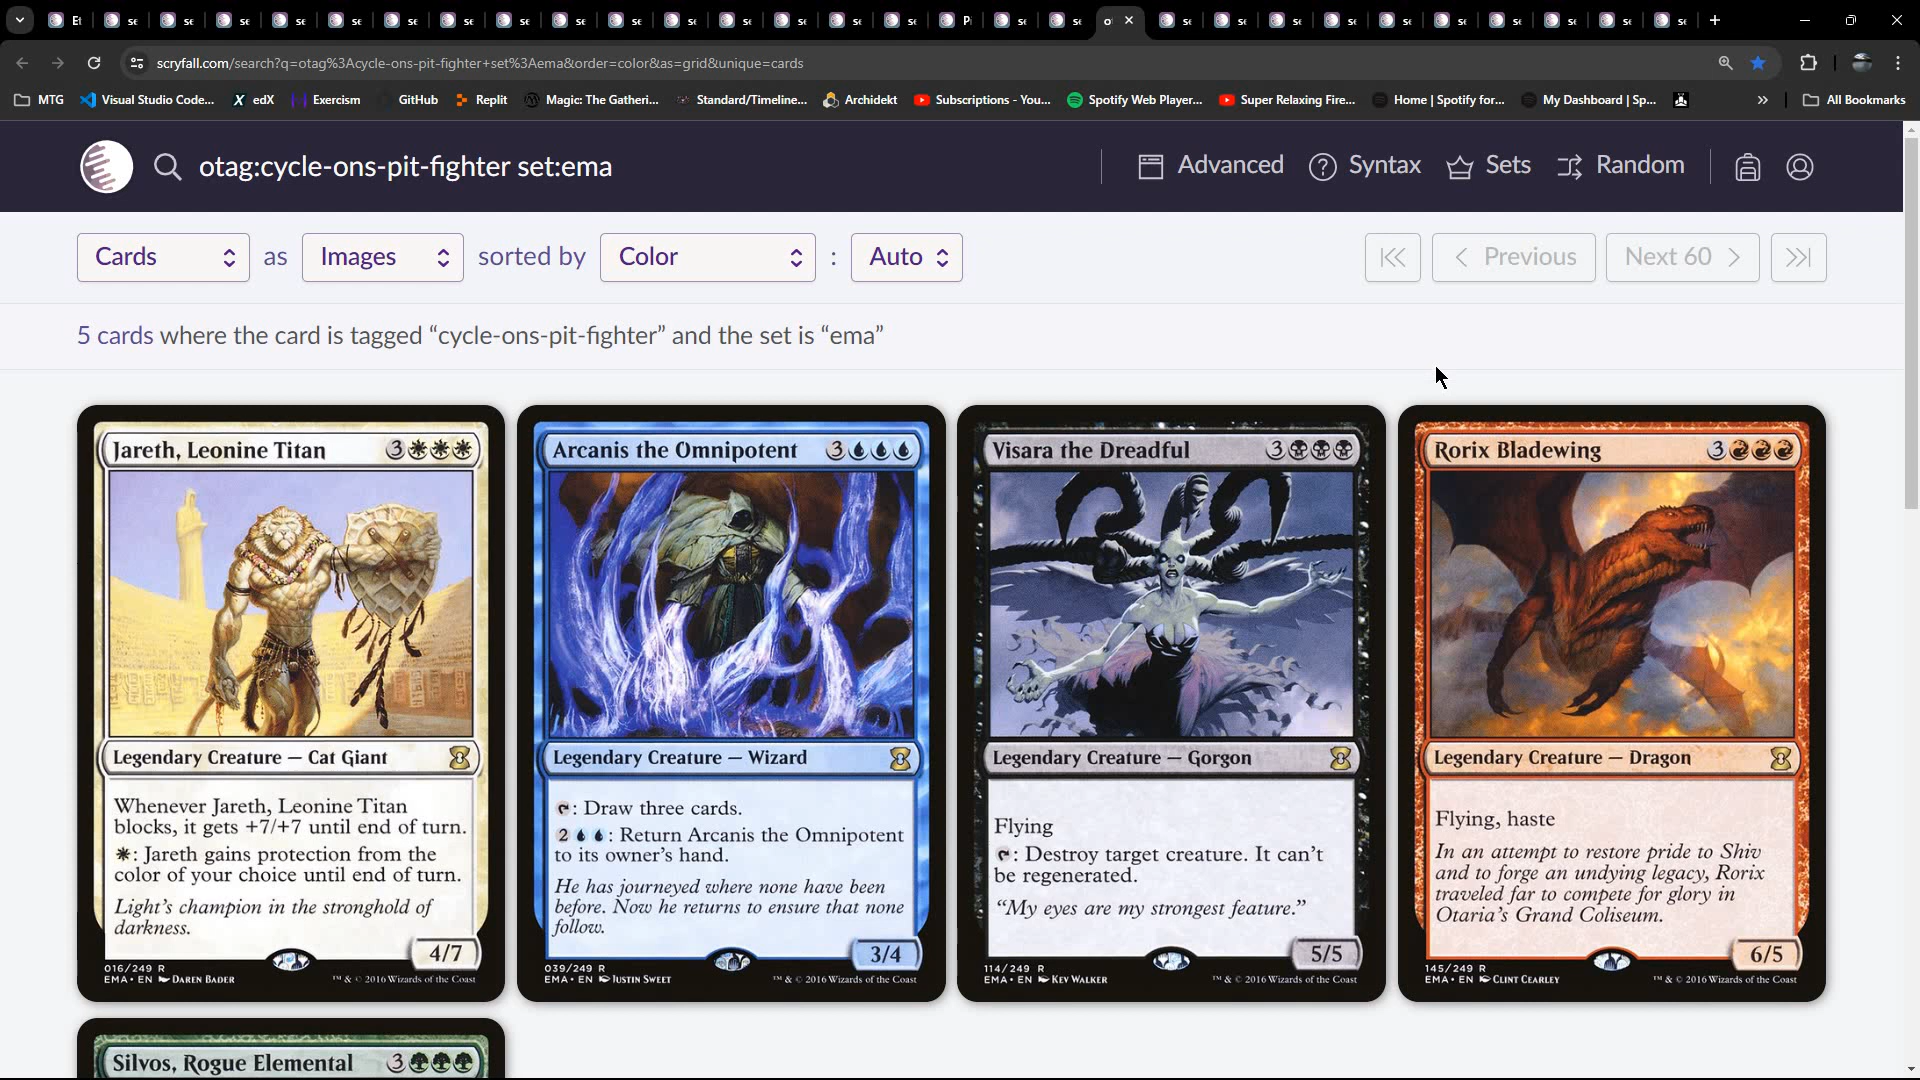 scryfall.com/search?q=otag%3Acycle-ons-pit-fighter+set%3Aema&order=color&as=grid&unique=cards
MTG
Visual Studio Code...
edX
Exercism
GitHub
Replit
Magic: The Gatheri...
Standard/Timeline...
Archidekt
Subscriptions - You...
Spotify Web Player...
Super Relaxing Fire...
Home | Spotify for...
My Dashboard | Sp...
All Bookmarks
otag:cycle-ons-pit-fighter set:ema
Advanced
Syntax
Sets
Random
Cards as Images sorted by Color : Auto
Previous
Next 60
5 cards where the card is tagged “cycle-ons-pit-fighter” and the set is “ema”
Jareth, Leonine Titan 3
Legendary Creature — Cat Giant
Whenever Jareth, Leonine Titan
blocks, it gets +7/+7 until end of turn.
: Jareth gains protection from the
color of your choice until end of turn.
Light's champion in the stronghold of
darkness.
4/7
016/249 R
EMA • EN DAREN BADER
™ & © 2016 Wizards of the Coast
Arcanis the Omnipotent 3
Legendary Creature — Wizard
: Draw three cards.
2 : Return Arcanis the Omnipotent
to its owner's hand.
He has journeyed where none have been
before. Now he returns to ensure that none
follow.
3/4
039/249 R
EMA • EN JUSTIN SWEET
™ & © 2016 Wizards of the Coast
Visara the Dreadful 3
Legendary Creature — Gorgon
Flying
: Destroy target creature. It can't
be regenerated.
“My eyes are my strongest feature.”
5/5
114/249 R
EMA • EN KEV WALKER
™ & © 2016 Wizards of the Coast
Rorix Bladewing 3
Legendary Creature — Dragon
Flying, haste
In an attempt to restore pride to Shiv
and to forge an undying legacy, Rorix
traveled far to compete for glory in
Otaria's Grand Coliseum.
6/5
145/249 R
EMA • EN CLINT CEARLEY
™ & © 2016 Wizards of the Coast
Silvos, Rogue Elemental 3